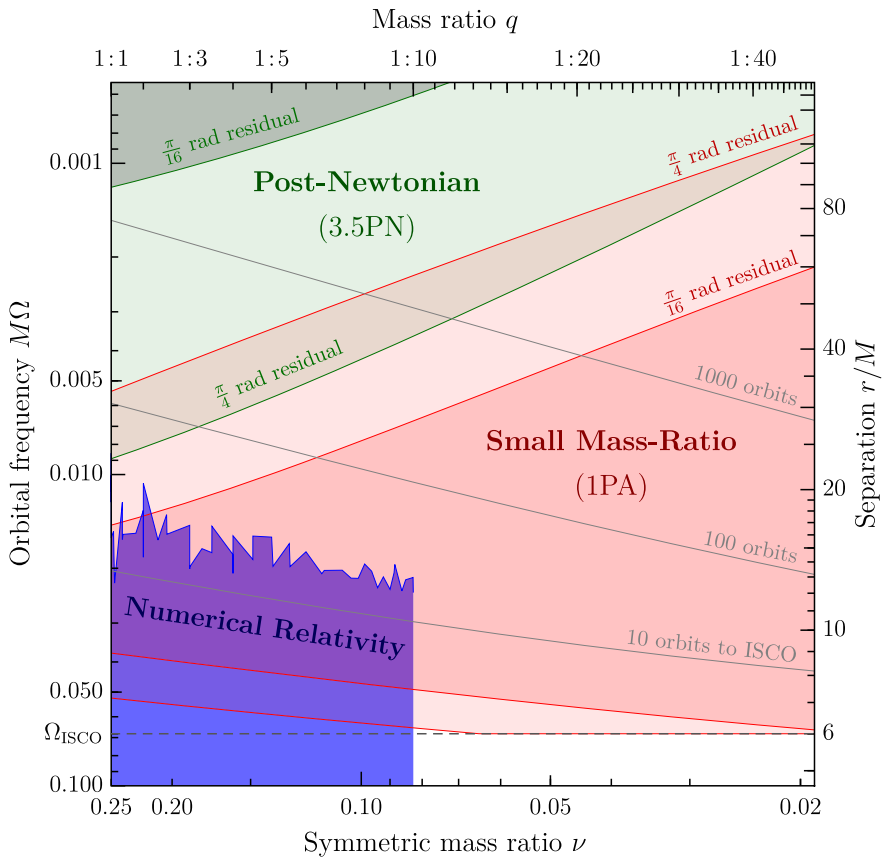 Mass ratio q
1:1 1:3 1:5 1:10 1:20 1:40
π/16 rad residual
π/4 rad residual
0.001
Post-Newtonian
(3.5PN)
80
π/16 rad residual
π/4 rad residual
40
1000 orbits
0.005
Small Mass-Ratio
(1PA)
0.010
20
100 orbits
Numerical Relativity
10 orbits to ISCO
10
0.050
Ω_ISCO
6
0.100
0.25 0.20 0.10 0.05 0.02
Symmetric mass ratio ν
Orbital frequency MΩ
Separation r/M